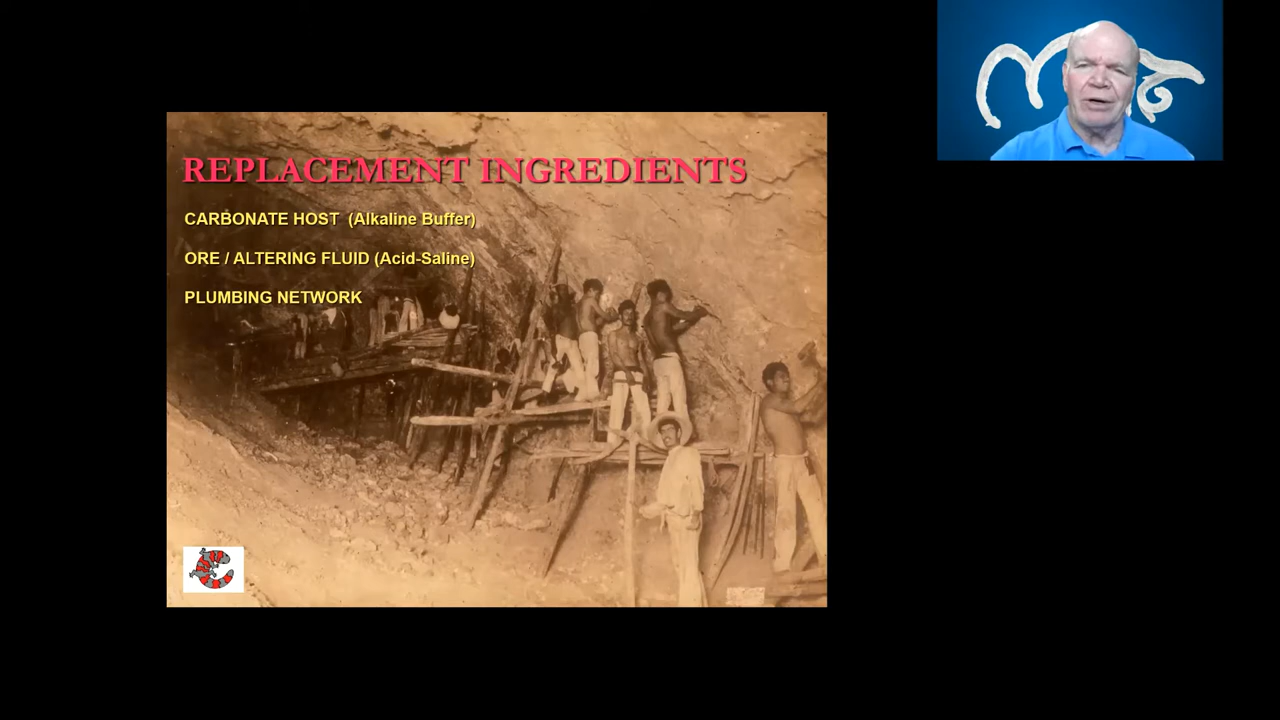 REPLACEMENT INGREDIENTS
CARBONATE HOST (Alkaline Buffer)
ORE / ALTERING FLUID (Acid-Saline)
PLUMBING NETWORK